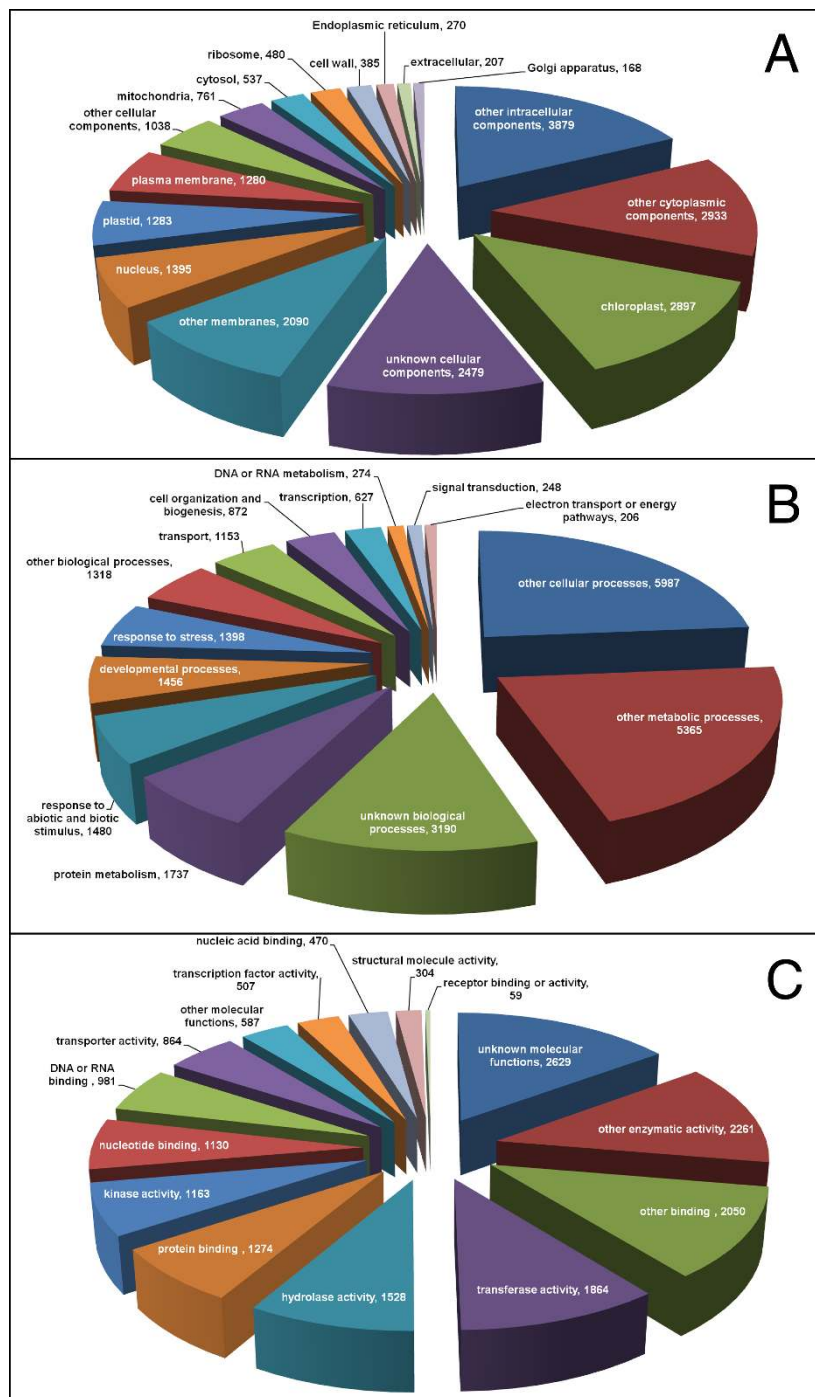 A
Endoplasmic reticulum, 270
ribosome, 480
cell wall, 385
extracellular, 207
Golgi apparatus, 168
cytosol, 537
mitochondria, 761
other cellular
components, 1038
plasma membrane, 1280
plastid, 1283
nucleus, 1395
other membranes, 2090
unknown cellular
components, 2479
chloroplast, 2897
other cytoplasmic
components, 2933
other intracellular
components, 3879
B
DNA or RNA metabolism, 274
signal transduction, 248
cell organization and
biogenesis, 872
transcription, 627
electron transport or energy
pathways, 206
transport, 1153
other biological processes,
1318
response to stress, 1398
developmental processes,
1456
response to
abiotic and biotic
stimulus, 1480
protein metabolism, 1737
unknown biological
processes, 3190
other metabolic processes,
5365
other cellular processes, 5987
C
nucleic acid binding, 470
structural molecule activity,
304
transcription factor activity,
507
receptor binding or activity,
59
other molecular
functions, 587
transporter activity, 864
DNA or RNA
binding , 981
nucleotide binding, 1130
kinase activity, 1163
protein binding , 1274
hydrolase activity, 1528
transferase activity, 1864
other binding , 2050
other enzymatic activity, 2261
unknown molecular
functions, 2629